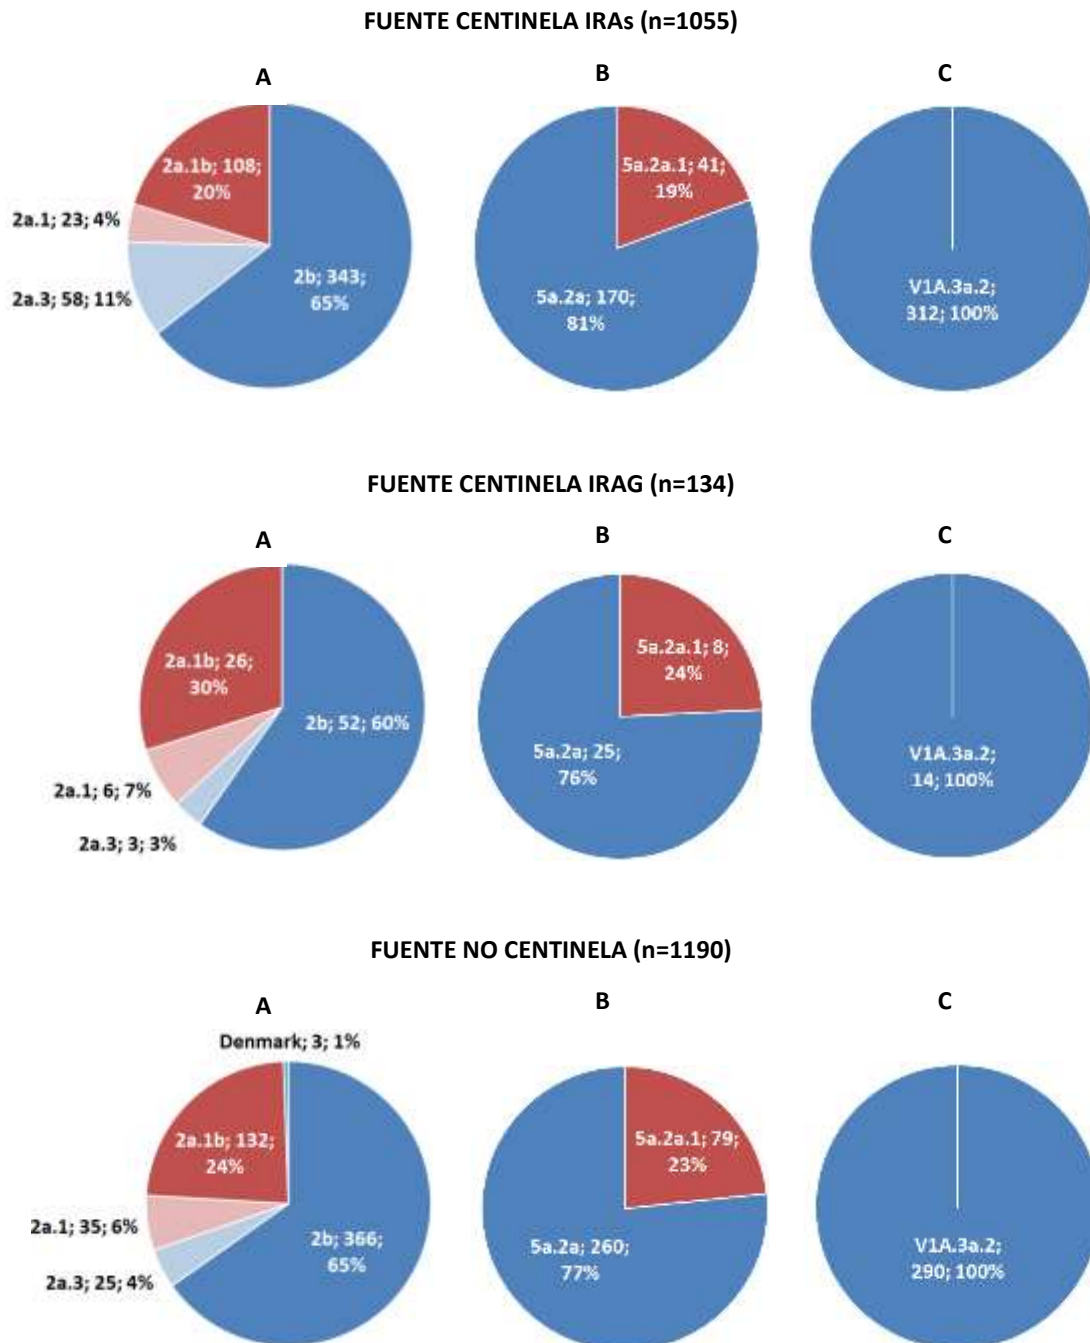 FUENTE CENTINELA IRAs (n=1055)
A
B
C
2a.1b; 108;
20%
2a.1; 23; 4%
2a.3; 58; 11%
2b; 343;
65%
5a.2a.1; 41;
19%
5a.2a; 170;
81%
V1A.3a.2;
312; 100%
FUENTE CENTINELA IRAG (n=134)
A
B
C
2a.1b; 26;
30%
2b; 52; 60%
2a.1; 6; 7%
2a.3; 3; 3%
5a.2a.1; 8;
24%
5a.2a; 25;
76%
V1A.3a.2;
14; 100%
FUENTE NO CENTINELA (n=1190)
A
B
C
Denmark; 3; 1%
2a.1b; 132;
24%
2a.1; 35; 6%
2a.3; 25; 4%
2b; 366;
65%
5a.2a.1; 79;
23%
5a.2a; 260;
77%
V1A.3a.2;
290; 100%